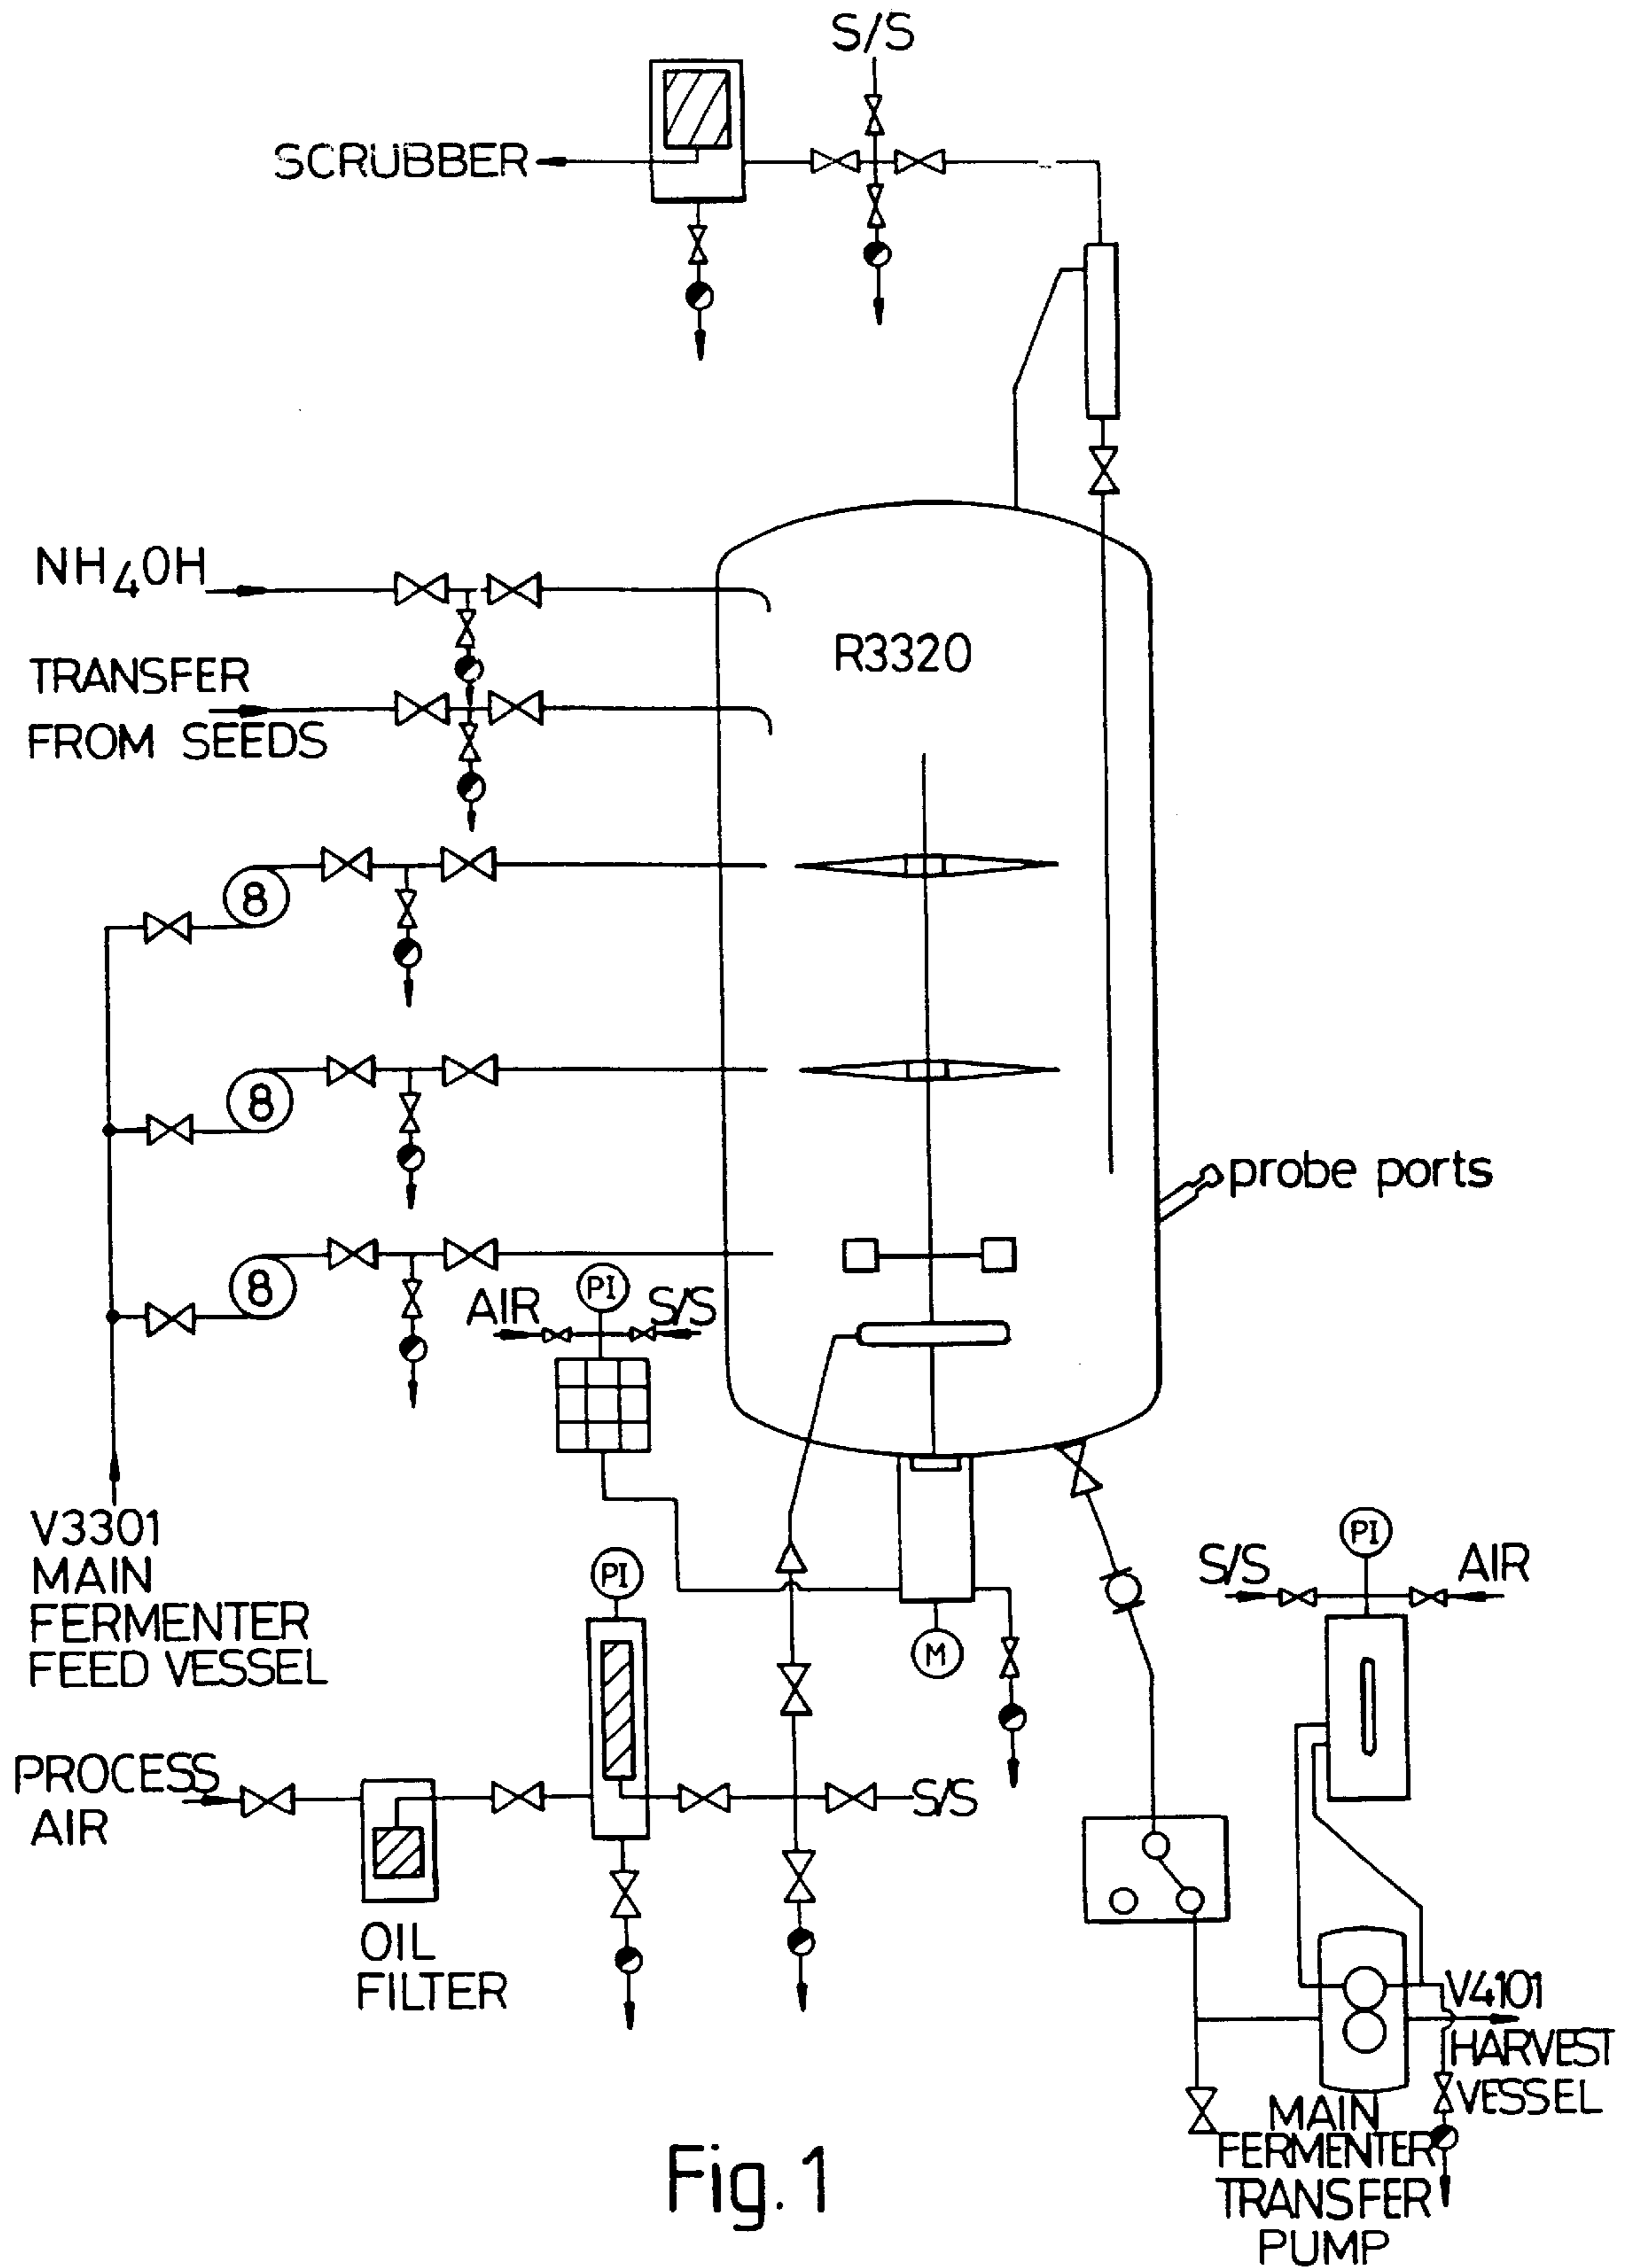 S/S
SCRUBBER
NH4OH
R3320
TRANSFER
FROM SEEDS
8
8
probe ports
8
PI
AIR
S/S
V3301
MAIN
FERMENTER
FEED VESSEL
PI
PI
S/S
AIR
M
PROCESS
AIR
S/S
OIL
FILTER
V4101
HARVEST
VESSEL
MAIN
FERMENTER
TRANSFER
PUMP
Fig.1